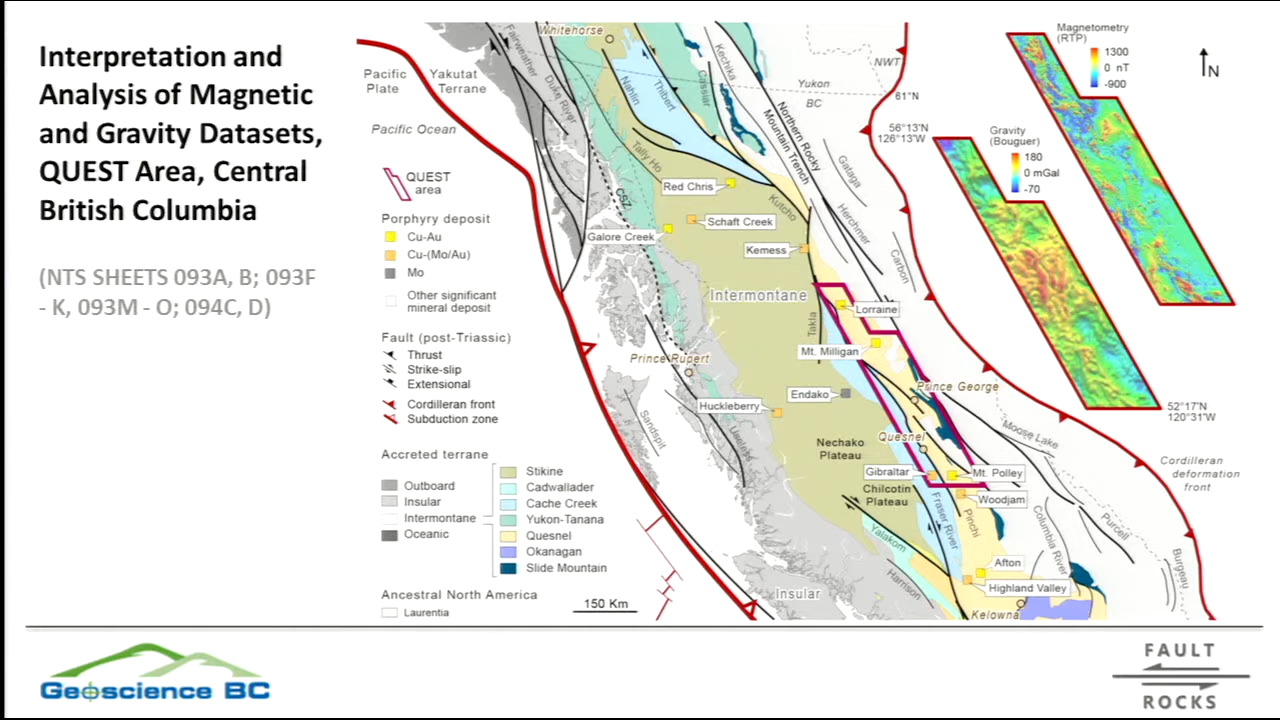 Interpretation and
Analysis of Magnetic
and Gravity Datasets,
QUEST Area, Central
British Columbia
(NTS SHEETS 093A, B; 093F
- K, 093M - O; 094C, D)
Pacific
Plate
Yakutat
Terrane
Pacific Ocean
QUEST
area
Porphyry deposit
Cu-Au
Cu-(Mo/Au)
Mo
Other significant
mineral deposit
Fault (post-Triassic)
Thrust
Strike-slip
Extensional
Cordilleran front
Subduction zone
Accreted terrane
Outboard
Insular
Intermontane
Oceanic
Stikine
Cadwallader
Cache Creek
Yukon-Tanana
Quesnel
Okanagan
Slide Mountain
Ancestral North America
Laurentia
150 Km
Whitehorse
Fairweather
Duke River
Nahlin
Thibert
Cassiar
Kechika
Northern Rocky
Mountain Trench
Yukon
BC
NWT
61°N
Tally Ho
CSZ
Kutcho
Gataga
Herchmer
Carbon
Red Chris
Schaft Creek
Galore Creek
Kemess
Intermontane
Takla
Lorraine
Mt. Milligan
Prince Rupert
Endako
Prince George
Huckleberry
Sandspit
Nechako
Plateau
Quesnel
Moose Lake
Gibraltar
Mt. Polley
Chilcotin
Plateau
Woodjam
Fraser River
Pinchi
Yalakom
Columbia River
Purcell
Burgeau
Harrison
Afton
Highland Valley
Insular
Kelowna
Cordilleran
deformation
front
Magnetometry
(RTP)
1300
0 nT
-900
N
56°13'N
126°13'W
Gravity
(Bouguer)
180
0 mGal
-70
52°17'N
120°31'W
Geoscience BC
FAULT
ROCKS